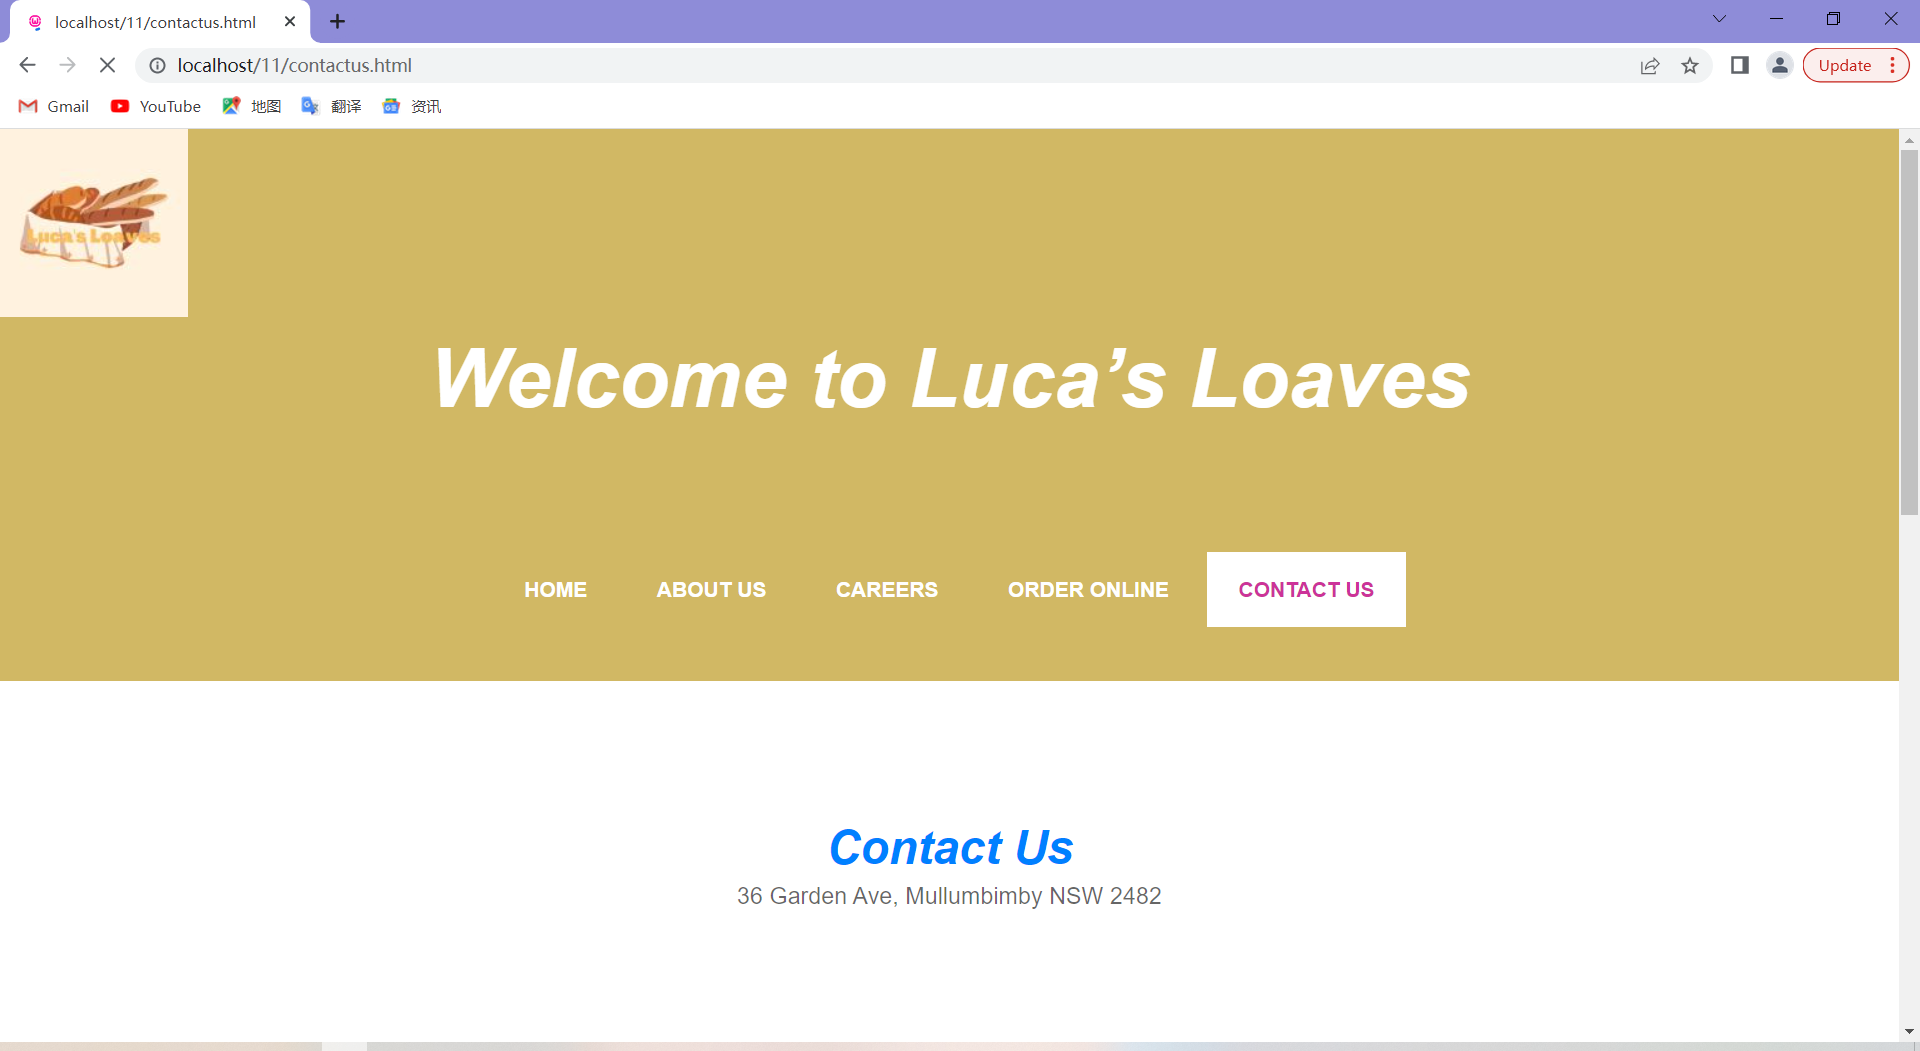 localhost/11/contactus.html
localhost/11/contactus.html
Update
Gmail
YouTube
地图
翻译
资讯
Luca's Loaves
Welcome to Luca’s Loaves
HOME
ABOUT US
CAREERS
ORDER ONLINE
CONTACT US
Contact Us
36 Garden Ave, Mullumbimby NSW 2482